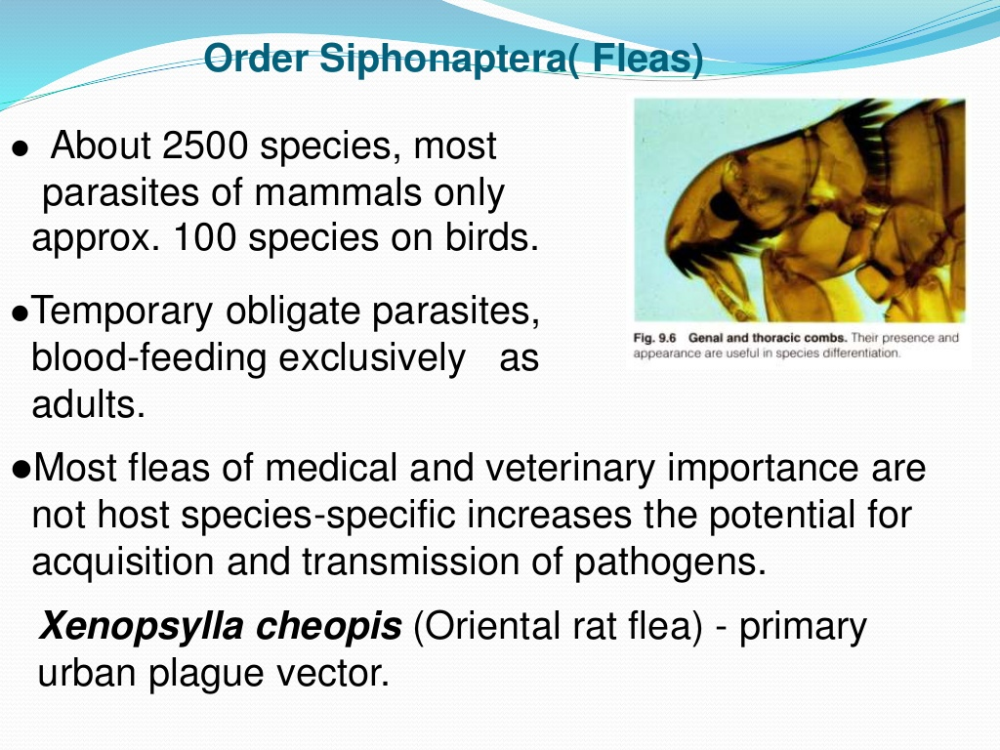 Order Siphonaptera( Fleas)
● About 2500 species, most
parasites of mammals only
approx. 100 species on birds.
●Temporary obligate parasites,
blood-feeding exclusively as
adults.
Fig. 9.6 Genal and thoracic combs. Their presence and
appearance are useful in species differentiation.
●Most fleas of medical and veterinary importance are
not host species-specific increases the potential for
acquisition and transmission of pathogens.
Xenopsylla cheopis (Oriental rat flea) - primary
urban plague vector.